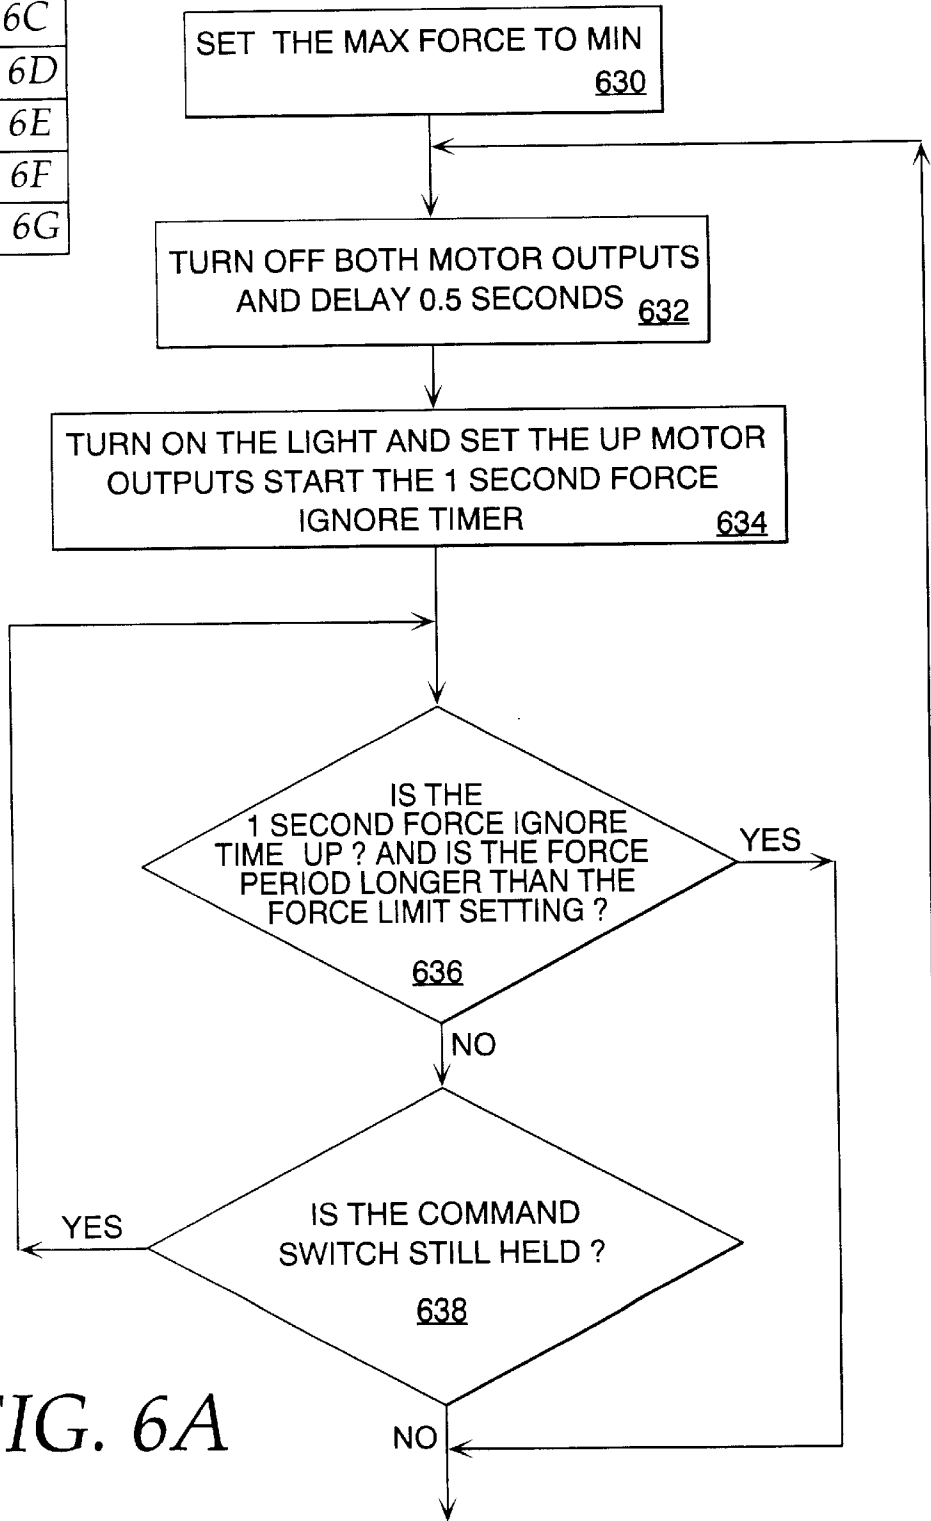 6C
6D
6E
6F
6G
SET THE MAX FORCE TO MIN
630
TURN OFF BOTH MOTOR OUTPUTS
AND DELAY 0.5 SECONDS
632
TURN ON THE LIGHT AND SET THE UP MOTOR
OUTPUTS START THE 1 SECOND FORCE
IGNORE TIMER
634
IS THE
1 SECOND FORCE IGNORE
TIME UP ? AND IS THE FORCE
PERIOD LONGER THAN THE
FORCE LIMIT SETTING ?
636
YES
NO
IS THE COMMAND
SWITCH STILL HELD ?
638
YES
NO
FIG. 6A